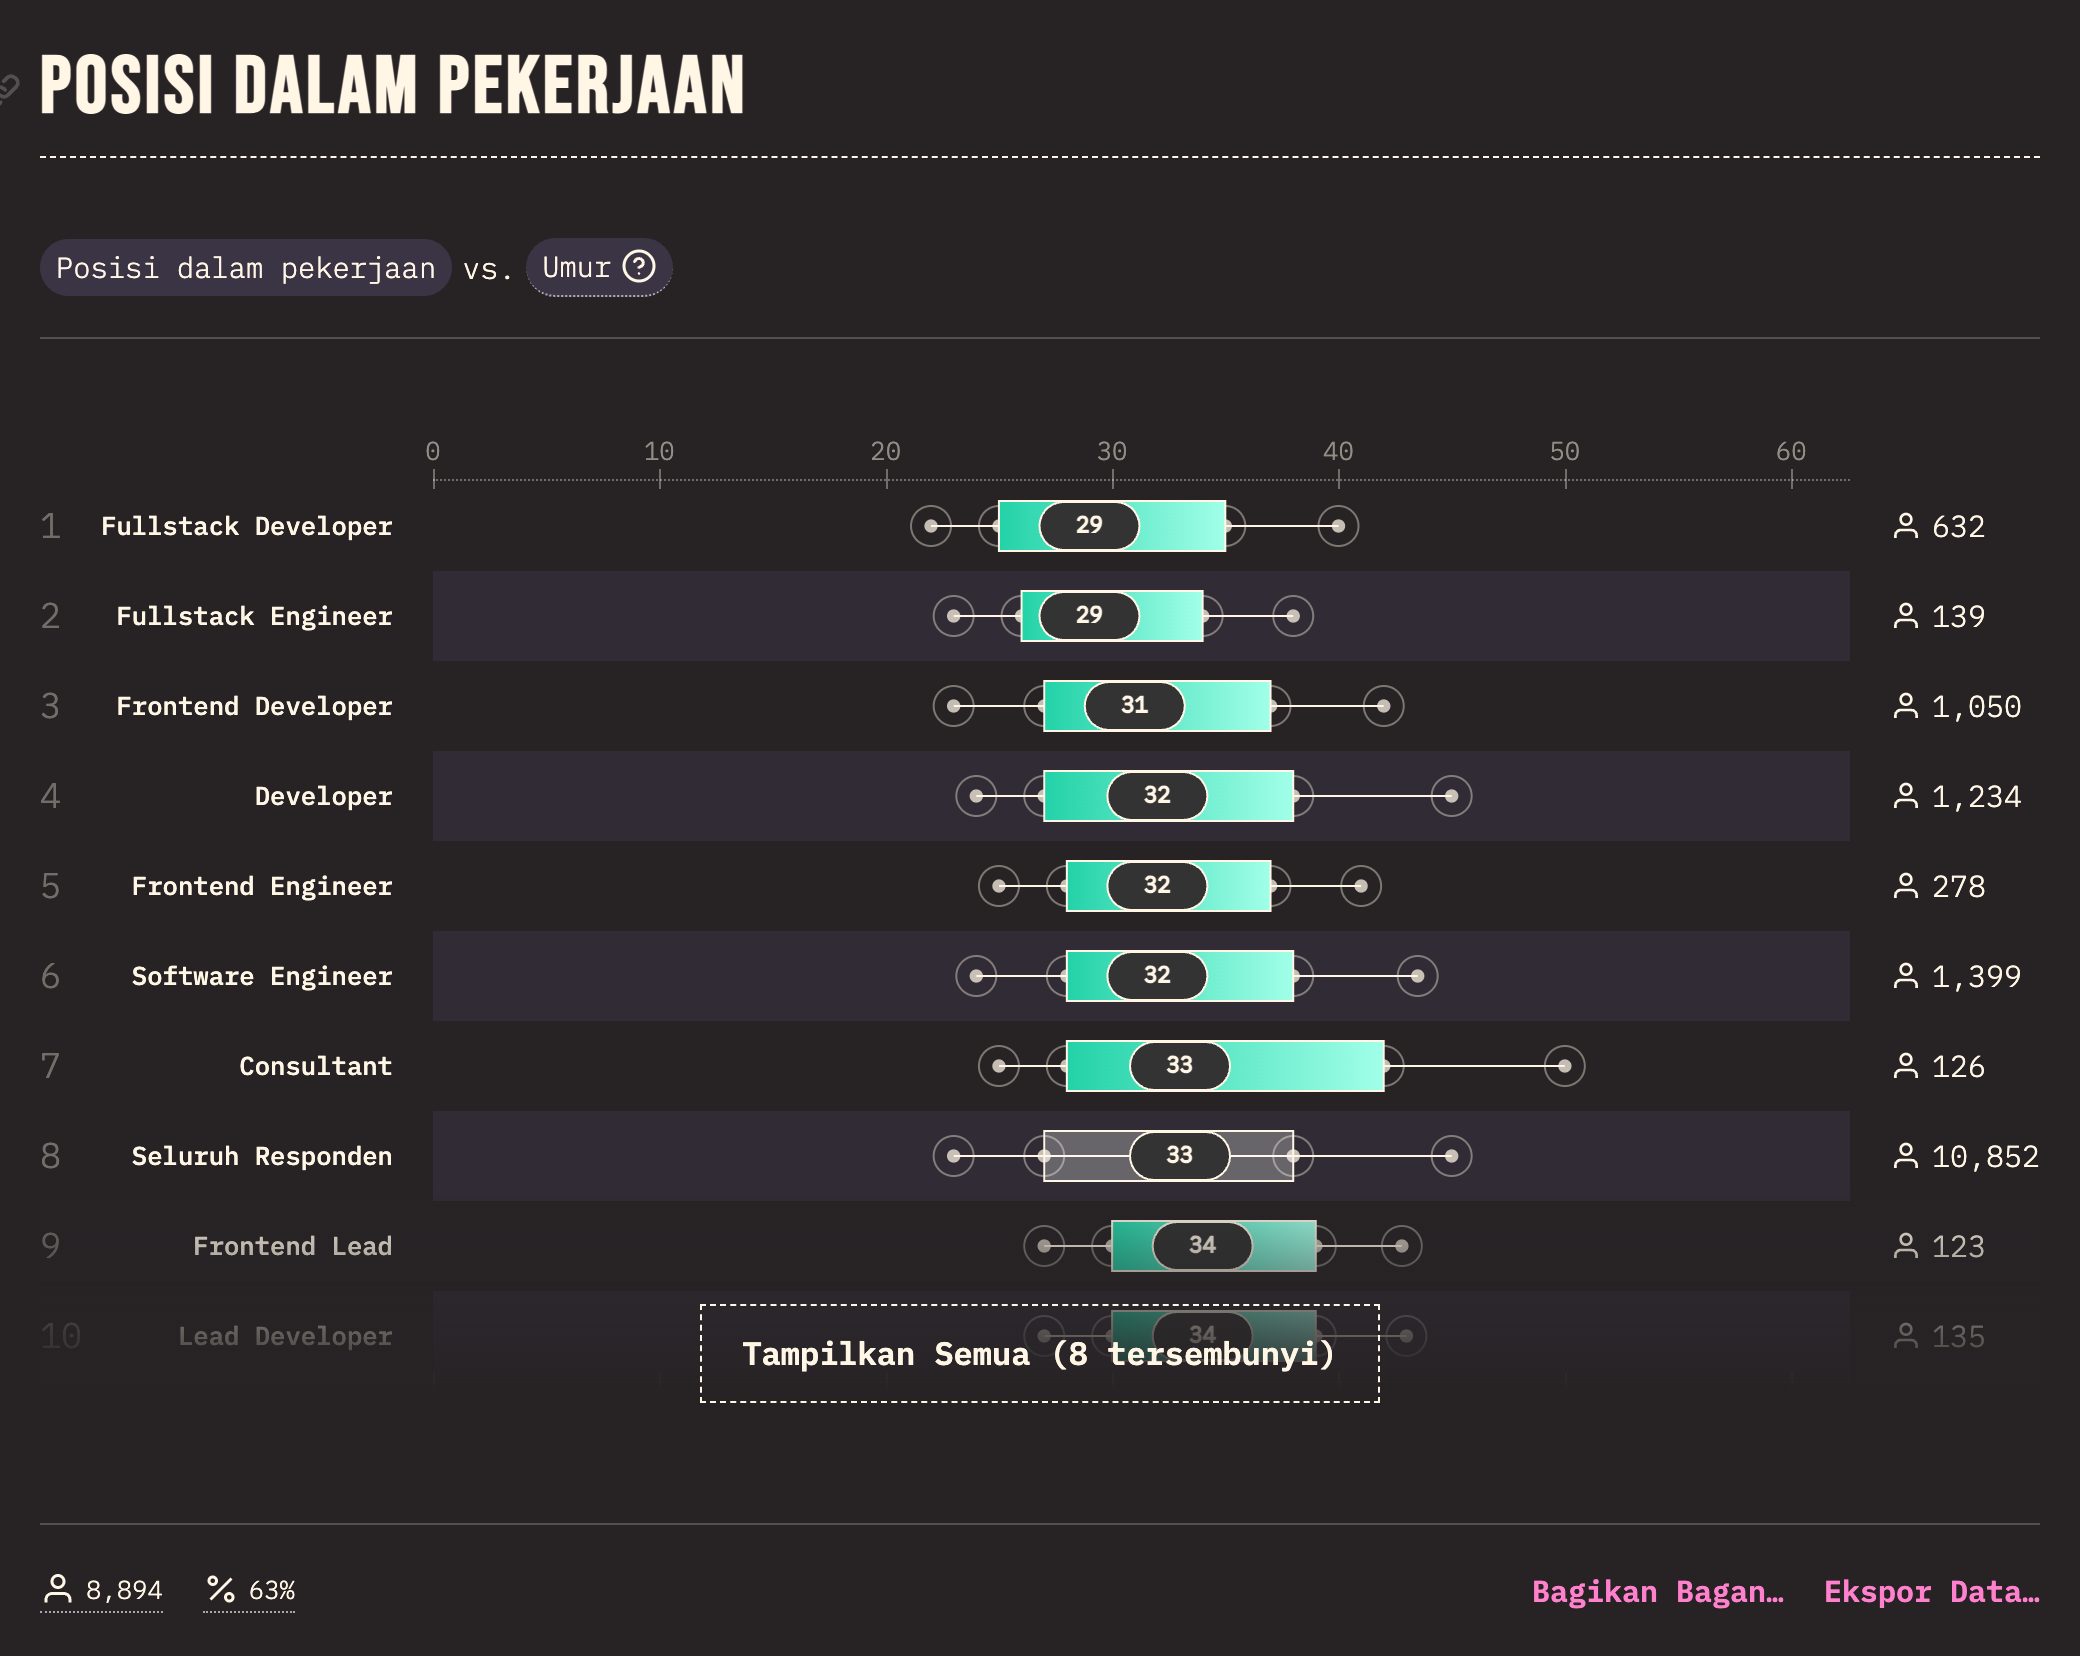 POSISI DALAM PEKERJAAN
Posisi dalam pekerjaan vs. Umur ?
0 10 20 30 40 50 60
1 Fullstack Developer 29 632
2 Fullstack Engineer 29 139
3 Frontend Developer 31 1,050
4 Developer 32 1,234
5 Frontend Engineer 32 278
6 Software Engineer 32 1,399
7 Consultant 33 126
8 Seluruh Responden 33 10,852
9 Frontend Lead 34 123
10 Lead Developer 34 135
Tampilkan Semua (8 tersembunyi)
8,894 % 63% Bagikan Bagan… Ekspor Data…